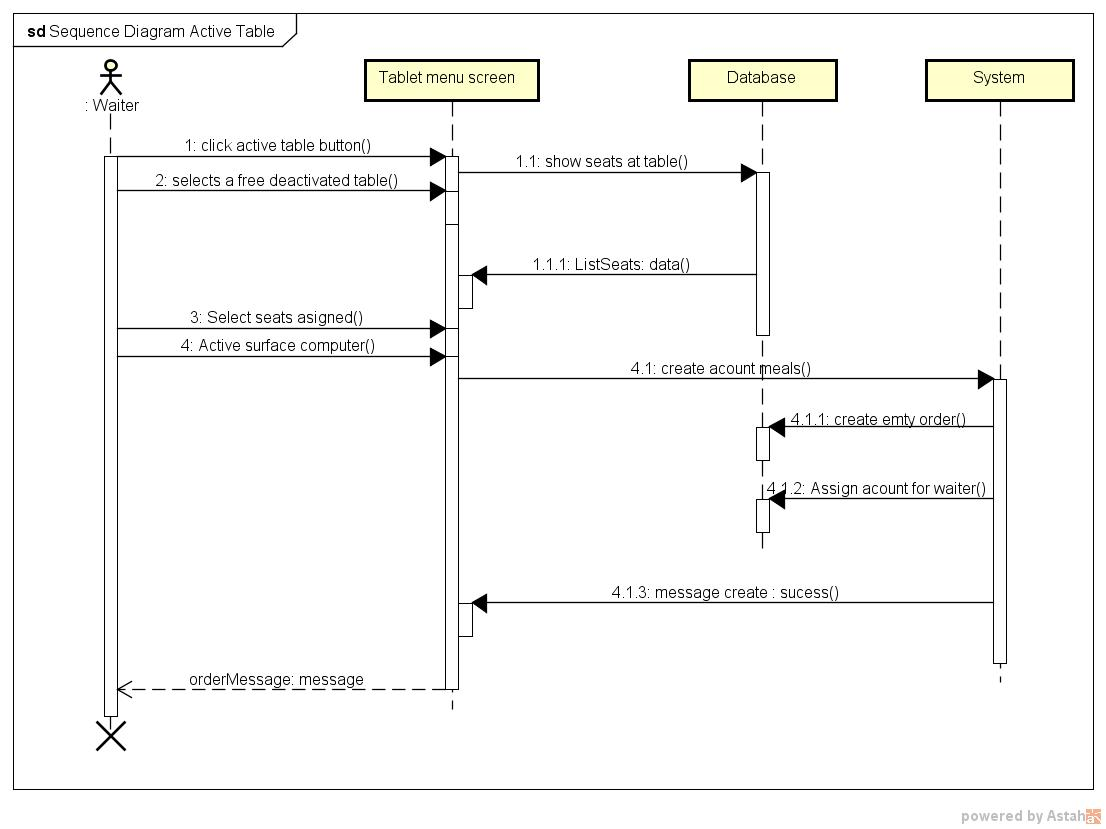 sd Sequence Diagram Active Table
: Waiter
Tablet menu screen
Database
System
1: click active table button()
1.1: show seats at table()
2: selects a free deactivated table()
1.1.1: ListSeats: data()
3: Select seats asigned()
4: Active surface computer()
4.1: create acount meals()
4.1.1: create emty order()
4.1.2: Assign acount for waiter()
4.1.3: message create : sucess()
orderMessage: message
powered by Astah